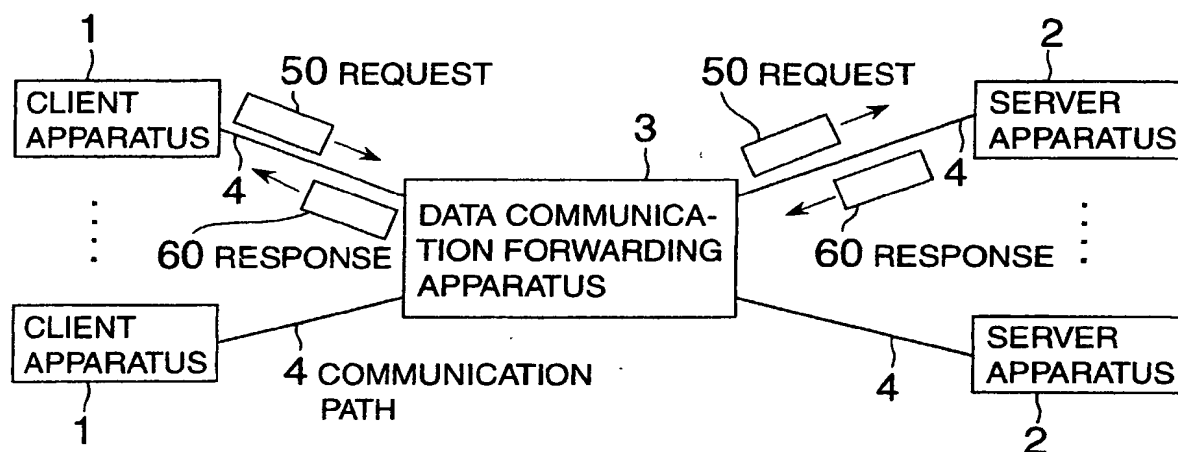 1
50 REQUEST
50 REQUEST
2
CLIENT
APPARATUS
SERVER
APPARATUS
3
4
4
DATA COMMUNICA-
TION FORWARDING
APPARATUS
60 RESPONSE
60 RESPONSE
CLIENT
APPARATUS
SERVER
APPARATUS
4 COMMUNICATION
PATH
4
1
2